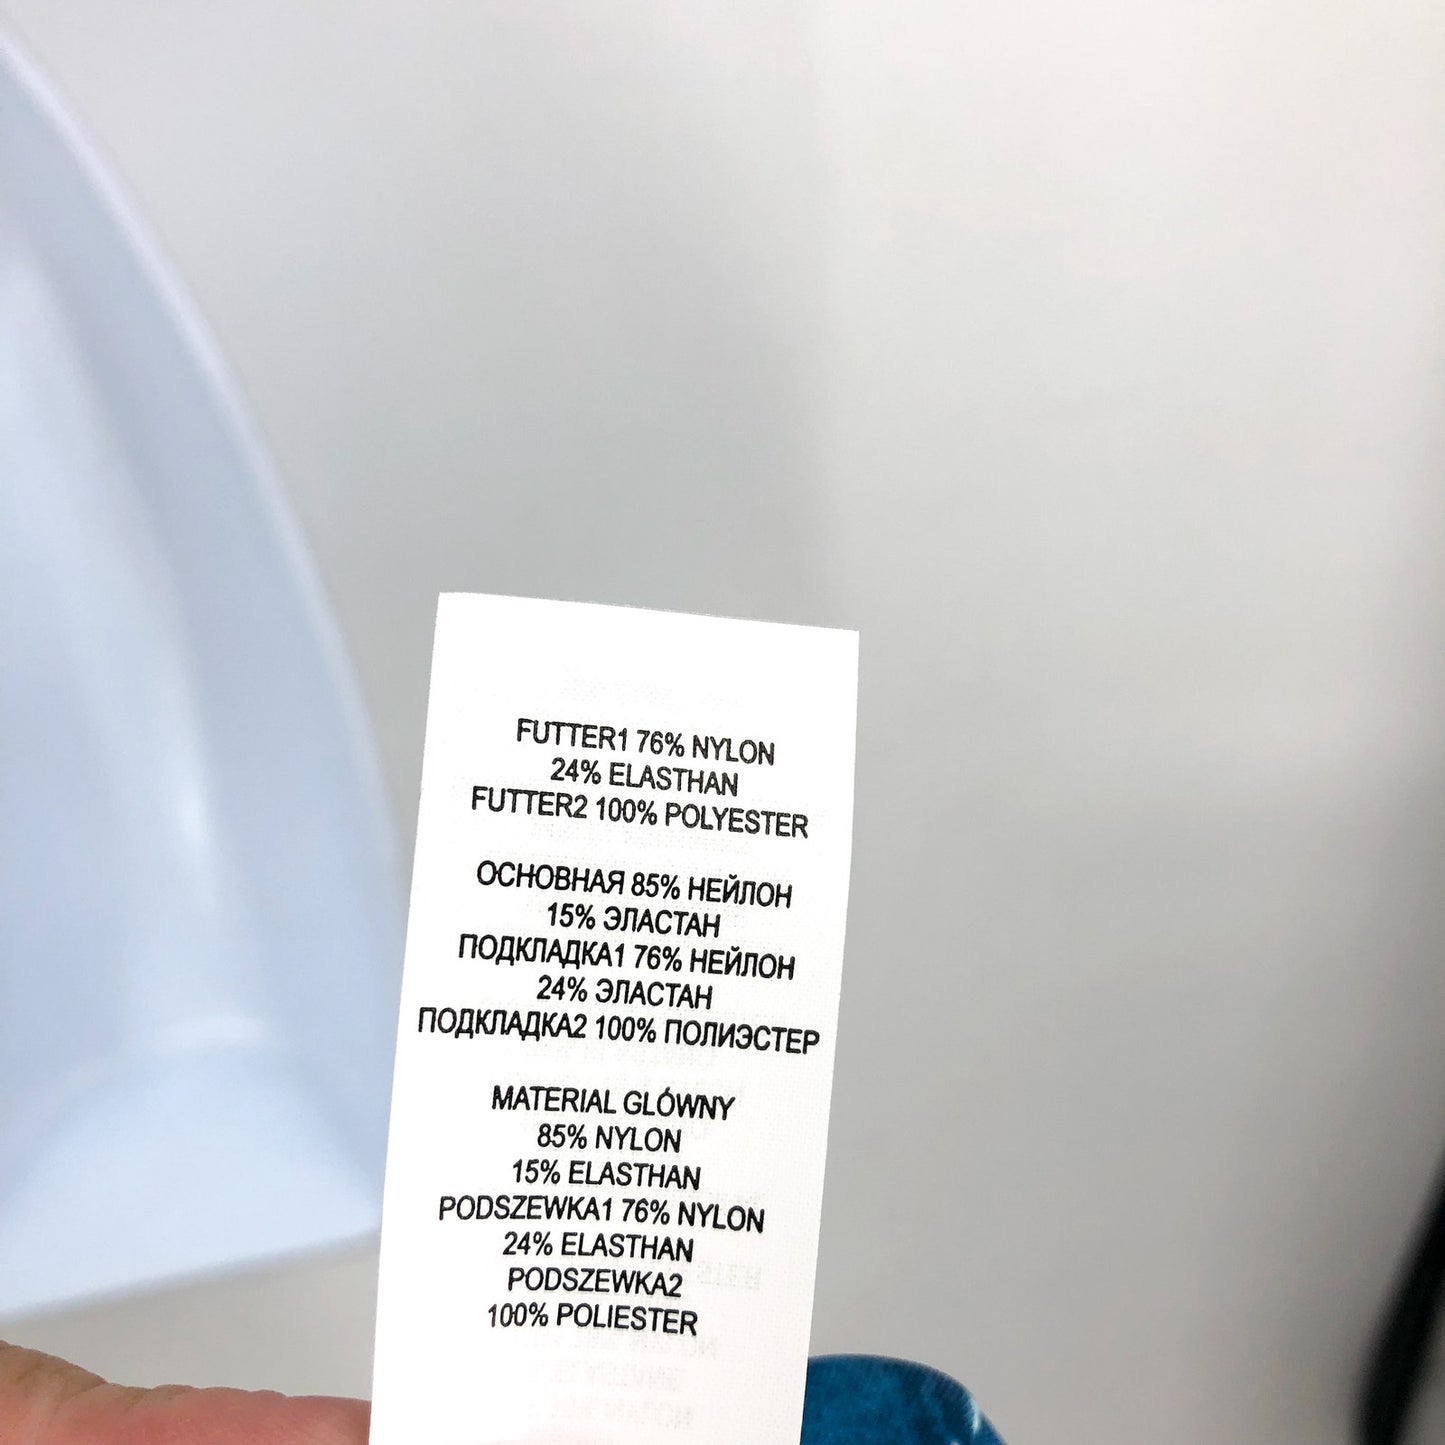 FUTTER1 76% NYLON
24% ELASTHAN
FUTTER2 100% POLYESTER
ОСНОВНАЯ 85% НЕЙЛОН
15% ЭЛАСТАН
ПОДКЛАДКА1 76% НЕЙЛОН
24% ЭЛАСТАН
ПОДКЛАДКА2 100% ПОЛИЭСТЕР
MATERIAL GLÓWNY
85% NYLON
15% ELASTHAN
PODSZEWKA1 76% NYLON
24% ELASTHAN
PODSZEWKA2
100% POLIESTER